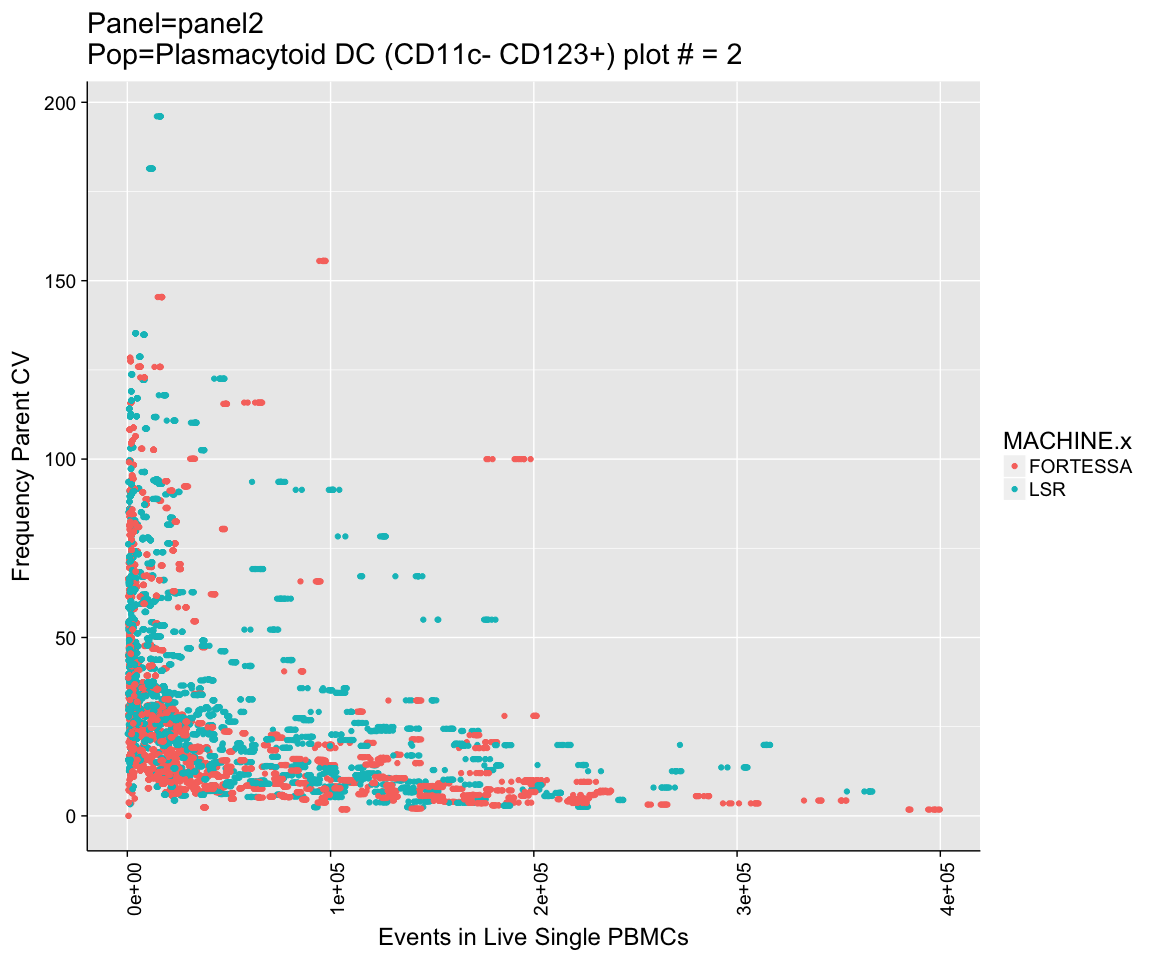 Panel=panel2
Pop=Plasmacytoid DC (CD11c- CD123+) plot # = 2
200
150
100
50
0
Frequency Parent CV
0e+00
1e+05
2e+05
3e+05
4e+05
Events in Live Single PBMCs
MACHINE.x
FORTESSA
LSR